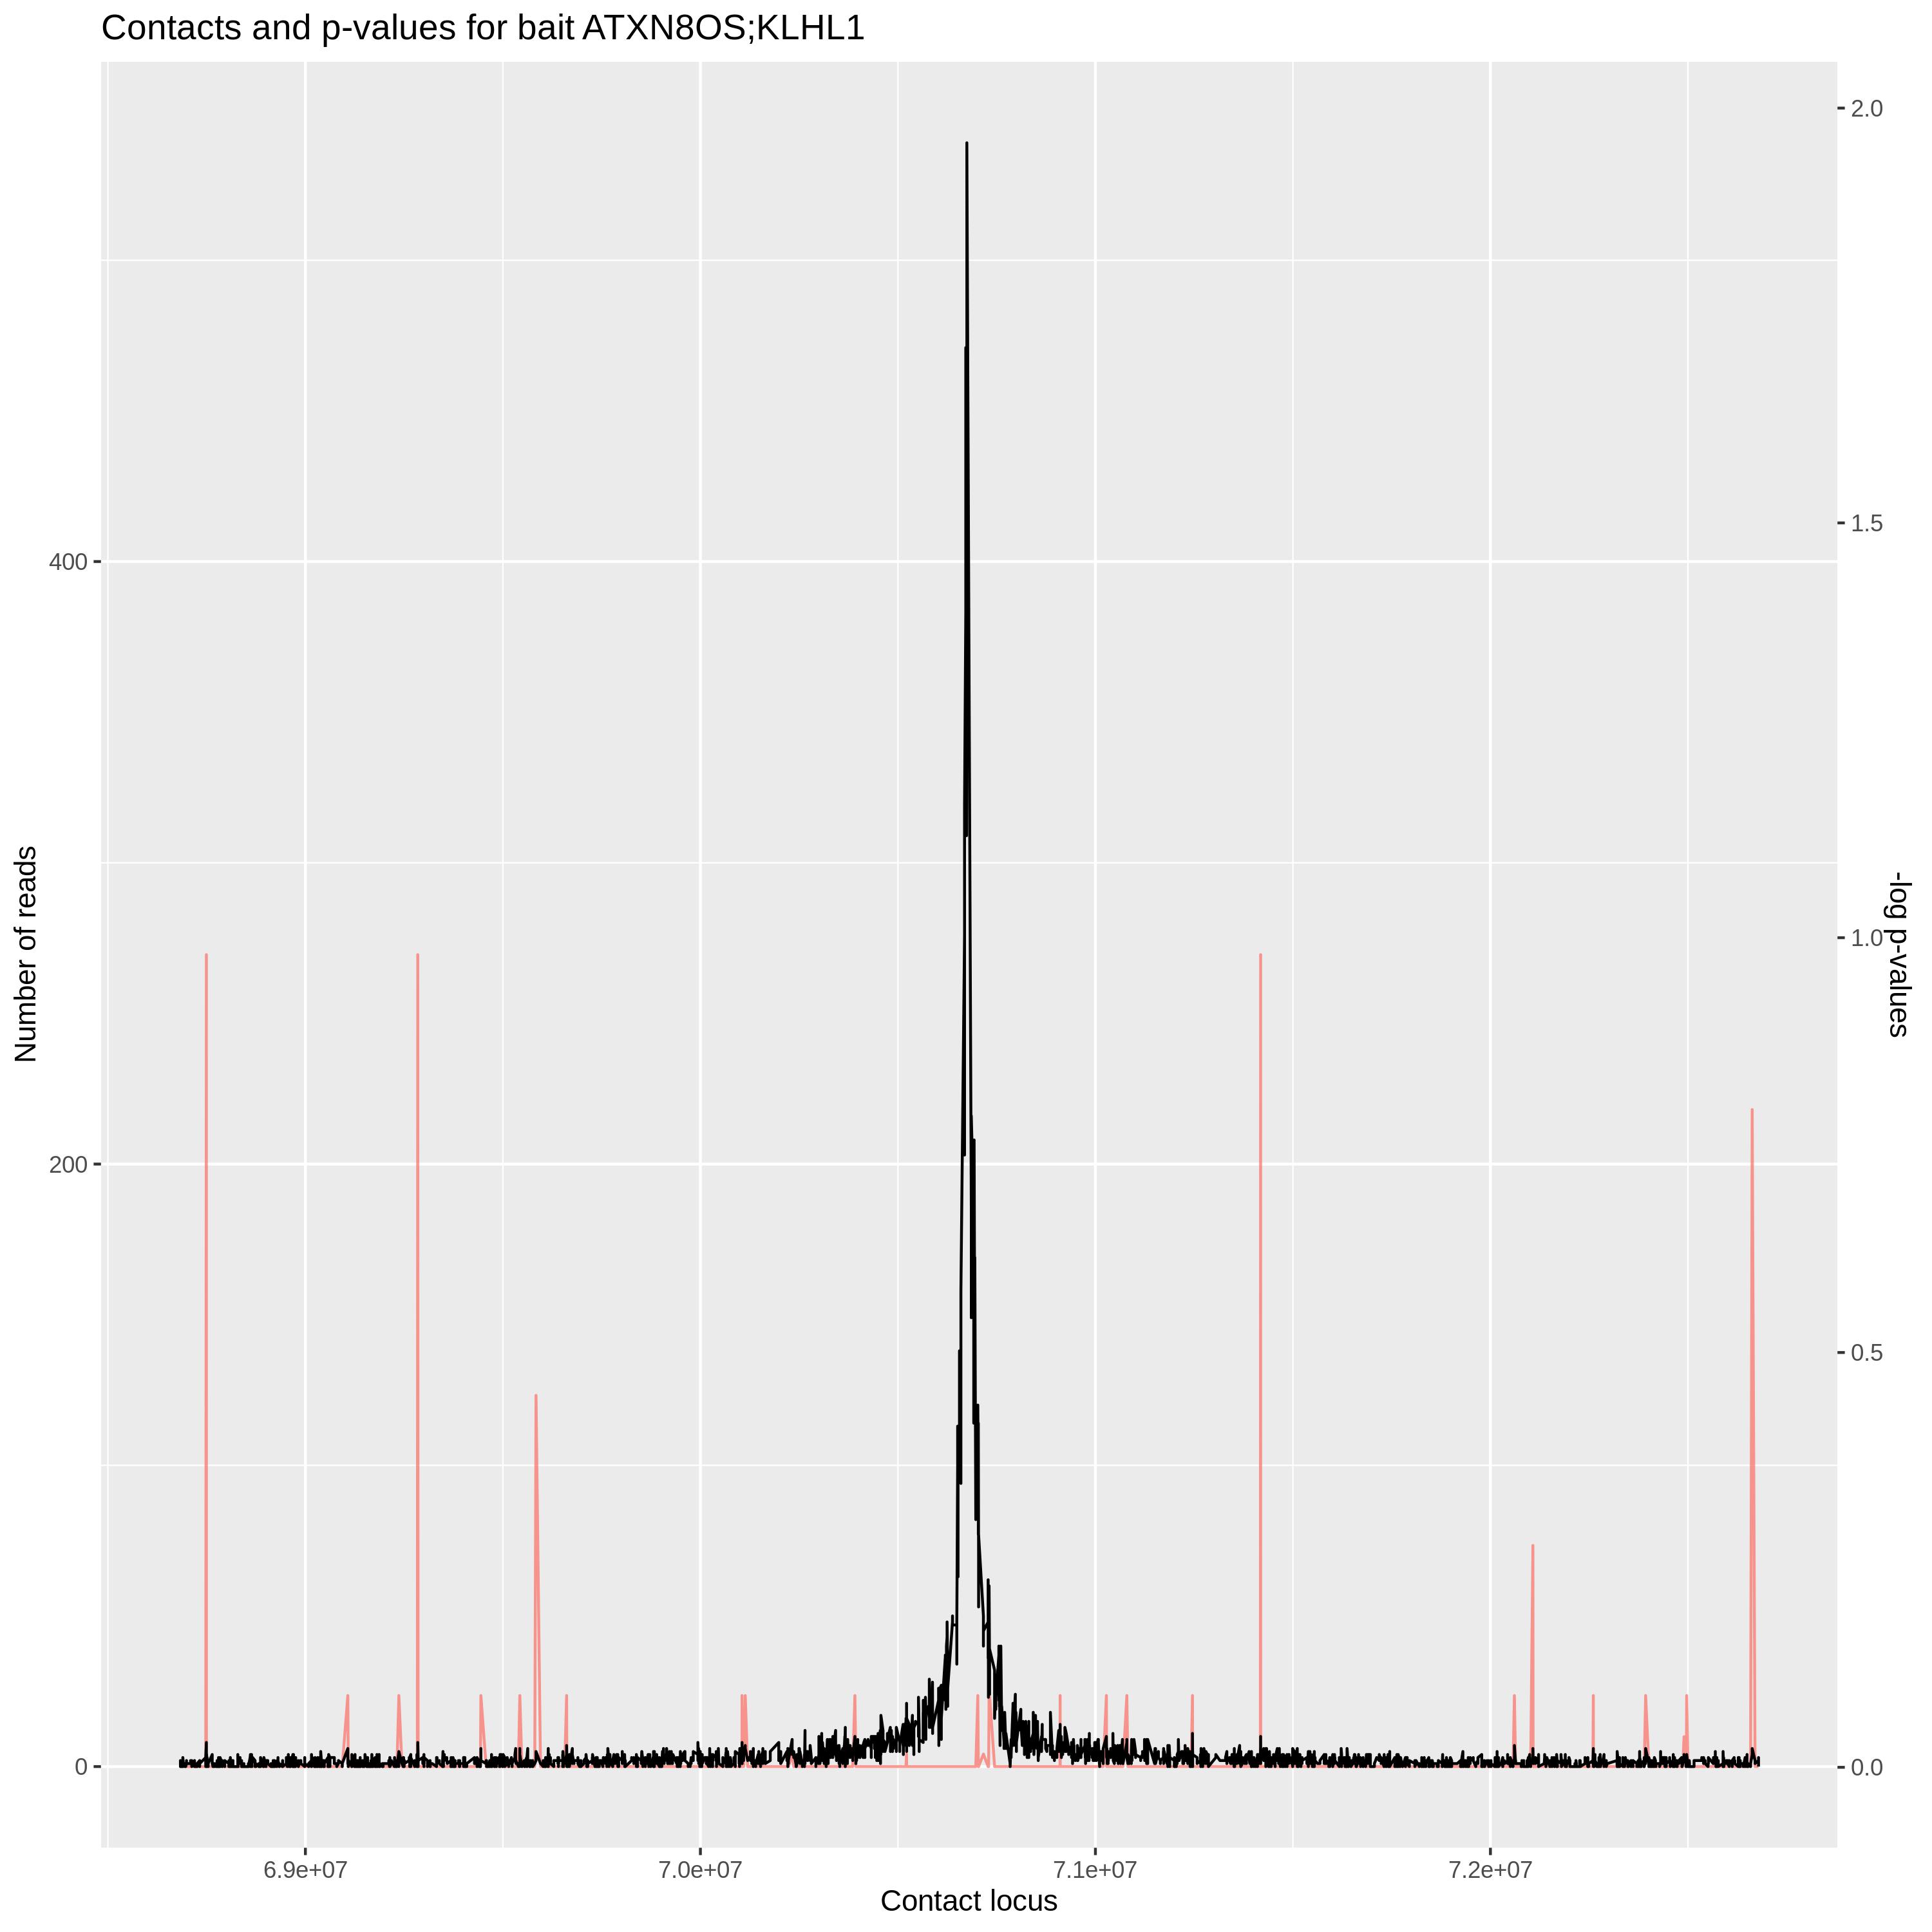 Contacts and p-values for bait ATXN8OS;KLHL1
2.0
400
1.5
Number of reads
1.0
-log p-values
200
0.5
0
0.0
6.9e+07
7.0e+07
7.1e+07
7.2e+07
Contact locus